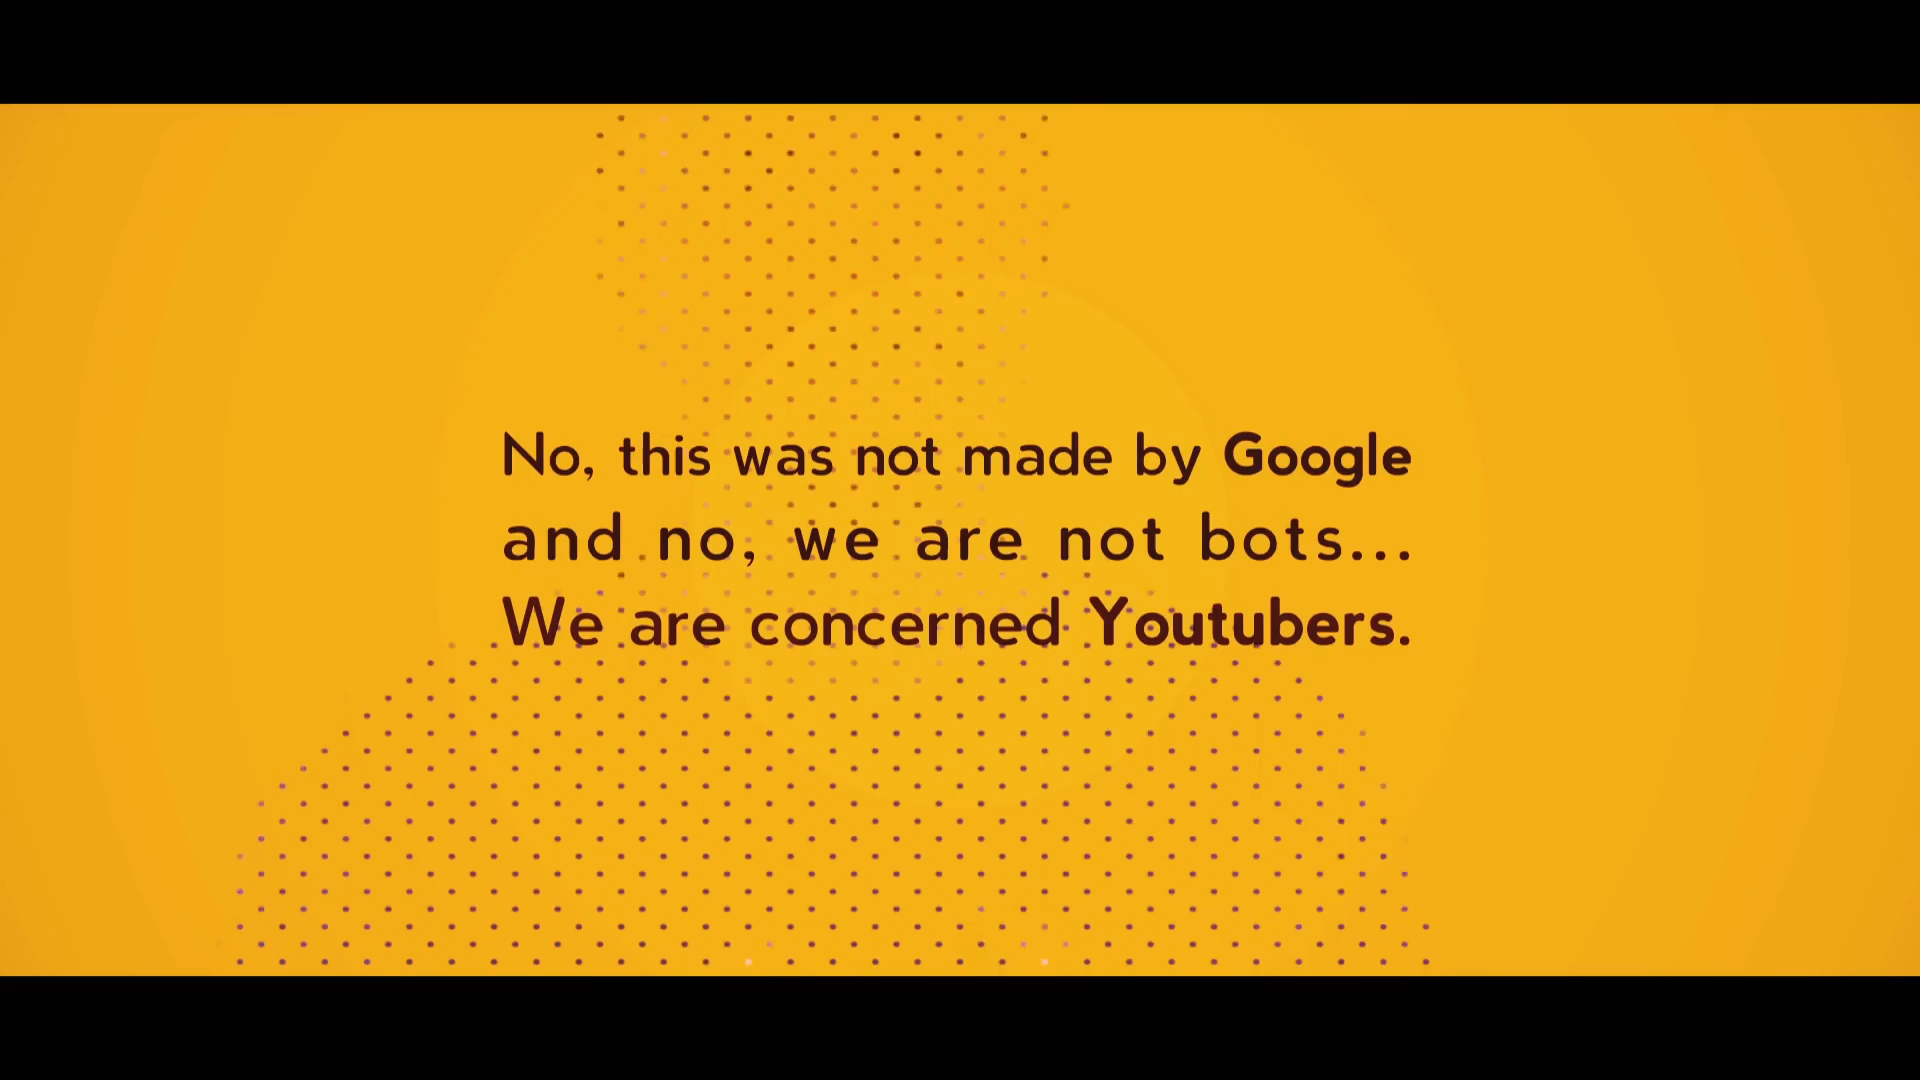 No, this was not made by Google
and no, we are not bots...
We are concerned Youtubers.